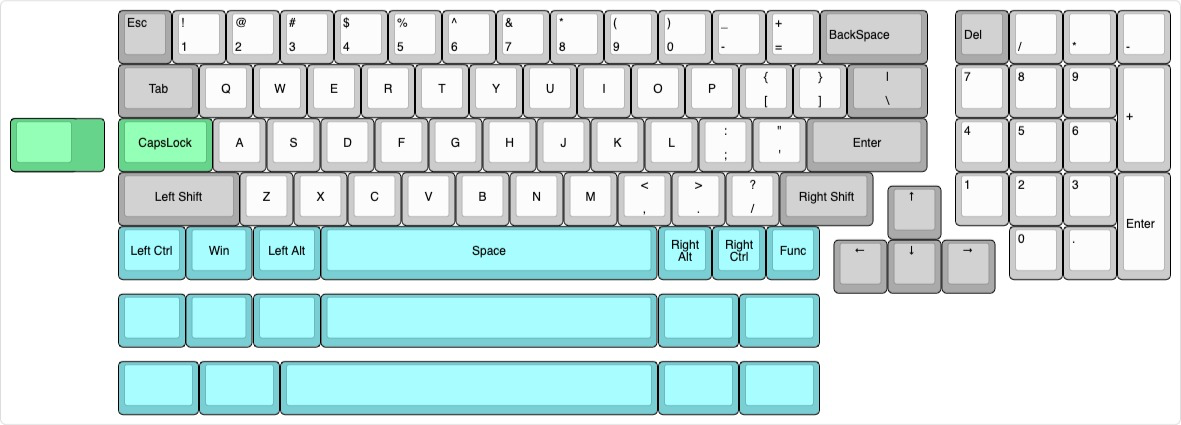 Esc ! @ # $ % ^ & * ( ) _ + BackSpace Del
1 2 3 4 5 6 7 8 9 0 - = / * -
Tab Q W E R T Y U I O P { } | 7 8 9
[ ] \ +
CapsLock A S D F G H J K L : " Enter 4 5 6
; '
Left Shift Z X C V B N M < > ? Right Shift ↑ 1 2 3
, . / Enter
Left Ctrl Win Left Alt Space Right Alt Right Ctrl Func ← ↓ → 0 .